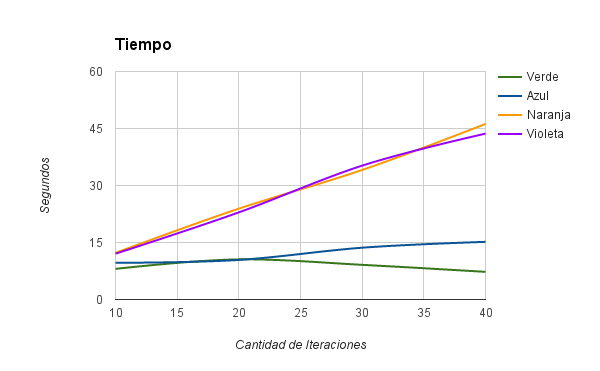 Tiempo
60
45
30
15
0
Segundos
10 15 20 25 30 35 40
Cantidad de Iteraciones
Verde
Azul
Naranja
Violeta